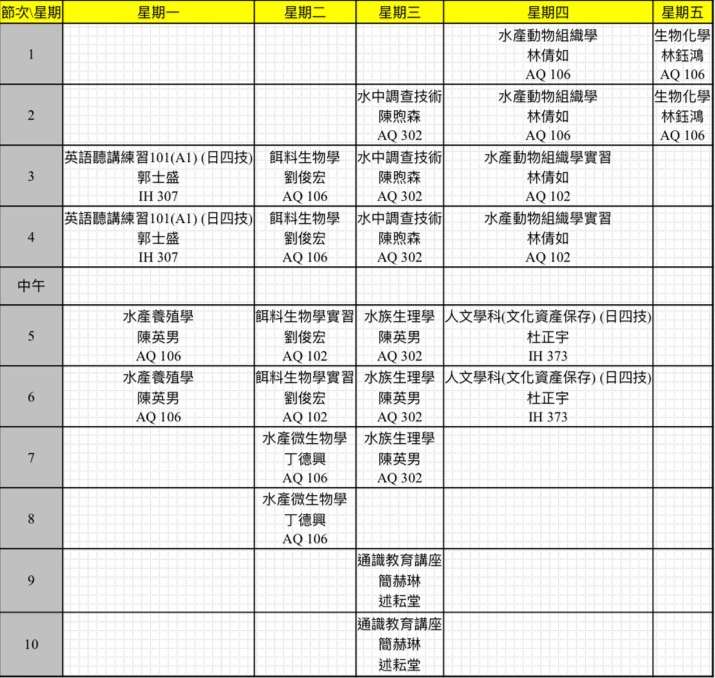 節次\星期 星期一 星期二 星期三 星期四 星期五
1
水產動物組織學 生物化學
林倩如 林鈺鴻
AQ 106 AQ 106
2
水中調查技術 水產動物組織學 生物化學
陳煦森 林倩如 林鈺鴻
AQ 302 AQ 106 AQ 106
3
英語聽講練習101(A1) (日四技) 餌料生物學 水中調查技術 水產動物組織學實習
郭士盛 劉俊宏 陳煦森 林倩如
IH 307 AQ 106 AQ 302 AQ 102
4
英語聽講練習101(A1) (日四技) 餌料生物學 水中調查技術 水產動物組織學實習
郭士盛 劉俊宏 陳煦森 林倩如
IH 307 AQ 106 AQ 302 AQ 102
中午
5
水產養殖學 餌料生物學實習 水族生理學 人文學科(文化資產保存) (日四技)
陳英男 劉俊宏 陳英男 杜正宇
AQ 106 AQ 102 AQ 302 IH 373
6
水產養殖學 餌料生物學實習 水族生理學 人文學科(文化資產保存) (日四技)
陳英男 劉俊宏 陳英男 杜正宇
AQ 106 AQ 102 AQ 302 IH 373
7
水產微生物學 水族生理學
丁德興 陳英男
AQ 106 AQ 302
8
水產微生物學
丁德興
AQ 106
9
通識教育講座
簡赫琳
述耘堂
10
通識教育講座
簡赫琳
述耘堂